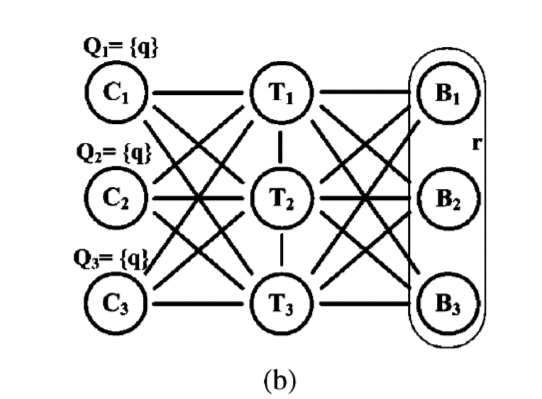 Q₁= {q}
C₁ T₁ B₁
r
Q₂= {q}
C₂ T₂ B₂
Q₃= {q}
C₃ T₃ B₃
(b)